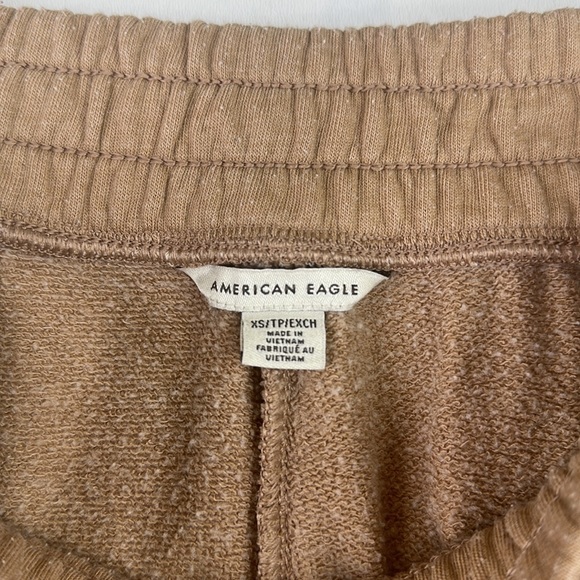 AMERICAN EAGLE
XS/TP/EXCH
MADE IN
VIETNAM
FABRIQUÉ AU
VIETNAM